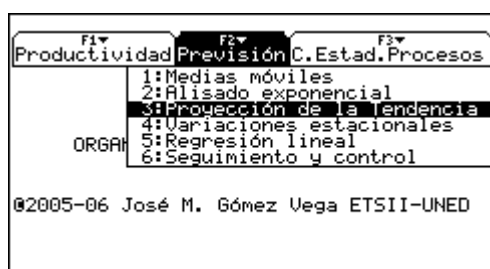 F1▼ F2▼ F3▼
Productividad Previsión C.Estad.Procesos
1:Medias móviles
2:Alisado exponencial
3:Proyección de la Tendencia
4:Variaciones estacionales
5:Regresión lineal
ORGAN
6:Seguimiento y control
©2005-06 José M. Gómez Vega ETSII-UNED